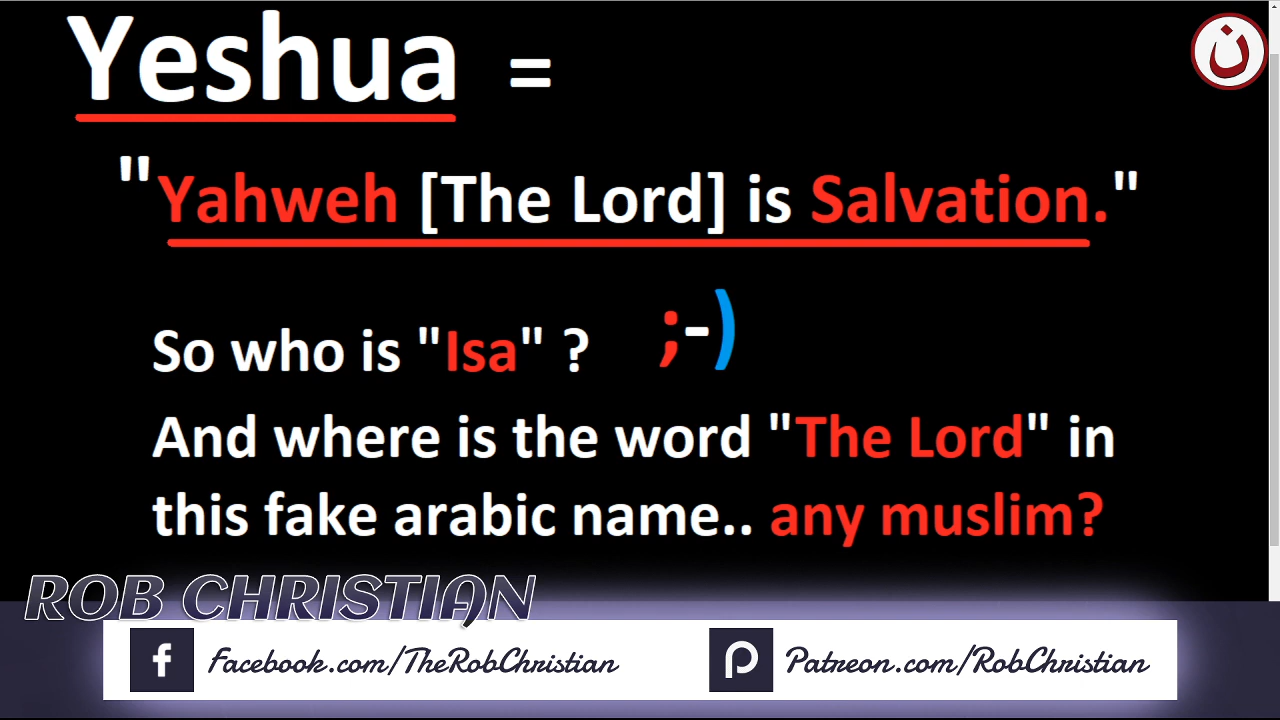 Yeshua =
"Yahweh [The Lord] is Salvation."
So who is "Isa" ? ;-)
And where is the word "The Lord" in
this fake arabic name.. any muslim?
ROB CHRISTIAN
Facebook.com/TheRobChristian
Patreon.com/RobChristian
ن